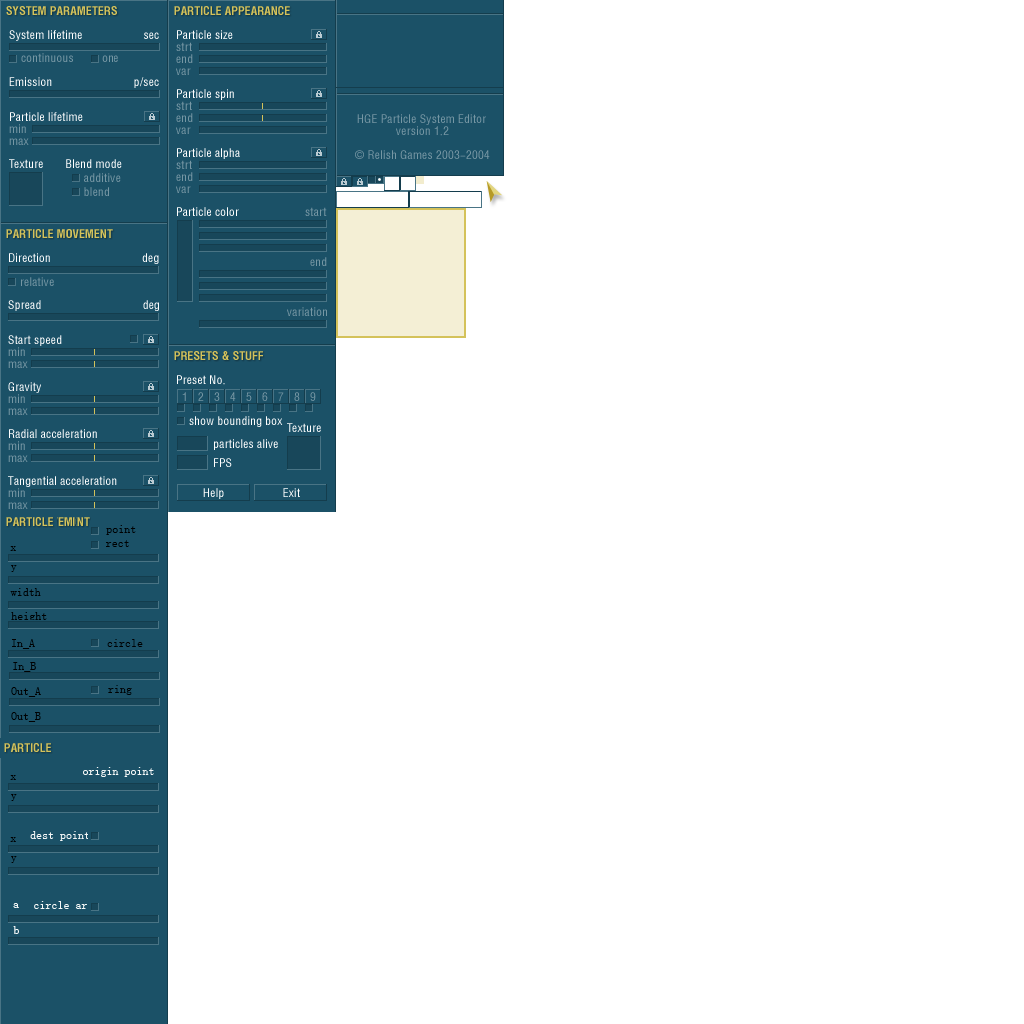 SYSTEM PARAMETERS
System lifetime sec
continuous one
Emission p/sec
Particle lifetime
min
max
Texture Blend mode
additive
blend
PARTICLE MOVEMENT
Direction deg
relative
Spread deg
Start speed
min
max
Gravity
min
max
Radial acceleration
min
max
Tangential acceleration
min
max
PARTICLE EMINT
point
rect
x
y
width
height
In_A circle
In_B
Out_A ring
Out_B
PARTICLE
origin point
x
y
dest point
x
y
a circle ar
b
PARTICLE APPEARANCE
Particle size
strt
end
var
Particle spin
strt
end
var
Particle alpha
strt
end
var
Particle color start
end
variation
PRESETS & STUFF
Preset No.
1 2 3 4 5 6 7 8 9
show bounding box
Texture
particles alive
FPS
Help Exit
HGE Particle System Editor
version 1.2
© Relish Games 2003-2004